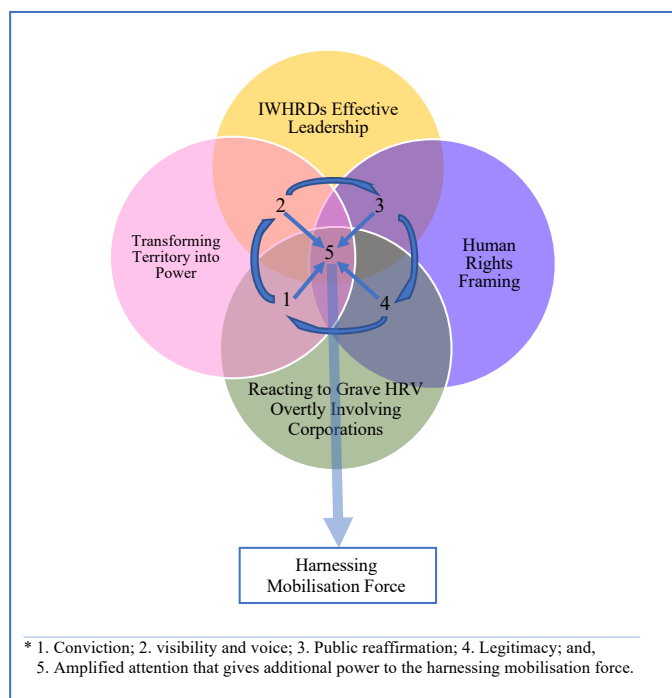 IWHRDs Effective
Leadership
2
3
Transforming
Territory into
Power
5
Human
Rights
Framing
1
4
Reacting to Grave HRV
Overtly Involving
Corporations
Harnessing
Mobilisation Force
* 1. Conviction; 2. visibility and voice; 3. Public reaffirmation; 4. Legitimacy; and,
5. Amplified attention that gives additional power to the harnessing mobilisation force.